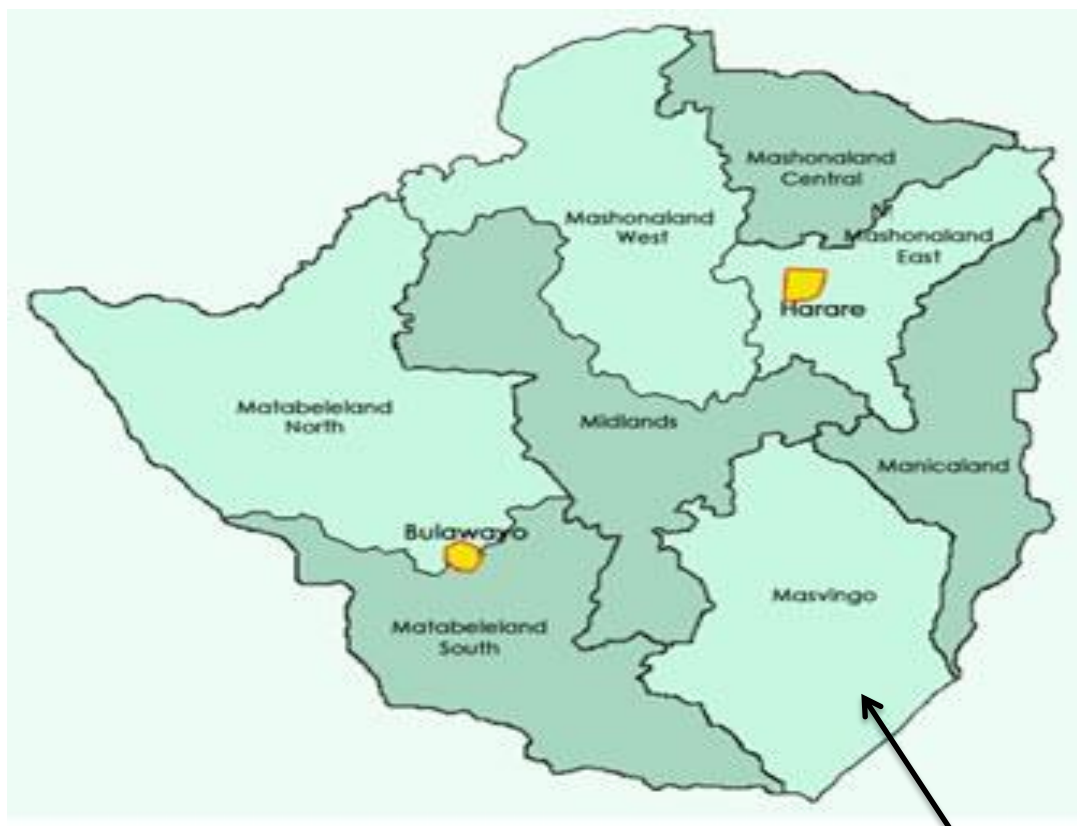 Mashonaland
Central
Mashonaland
West
Mashonaland
East
Harare
Matabeleland
North
Midlands
Manicaland
Bulawayo
Masvingo
Matabeleland
South